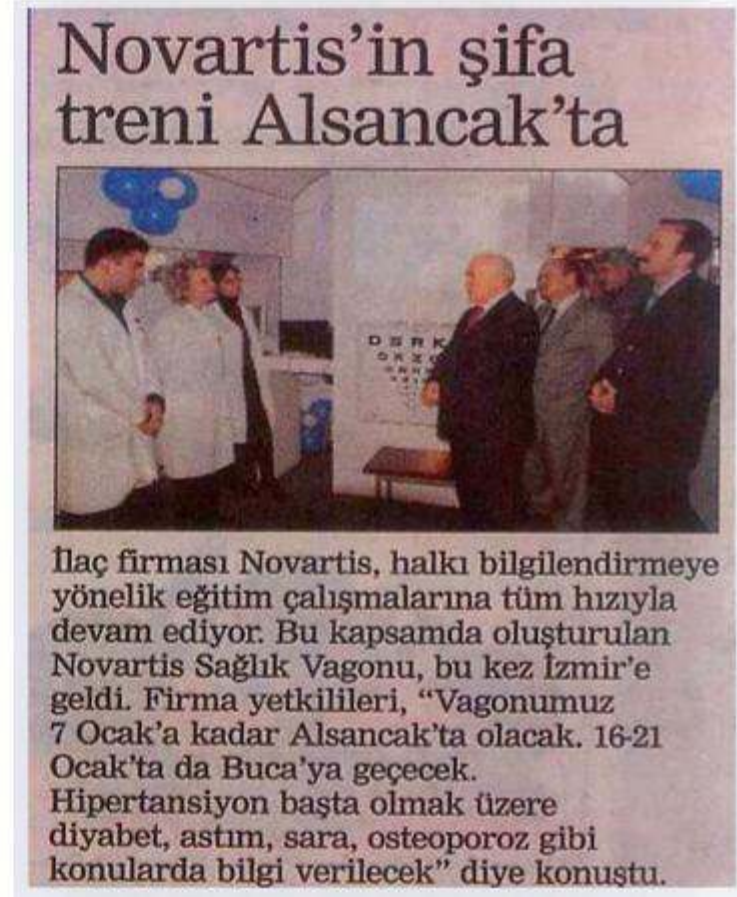 Novartis'in şifa
treni Alsancak'ta
D S R K
İlaç firması Novartis, halkı bilgilendirmeye
yönelik eğitim çalışmalarına tüm hızıyla
devam ediyor. Bu kapsamda oluşturulan
Novartis Sağlık Vagonu, bu kez İzmir'e
geldi. Firma yetkilileri, “Vagonumuz
7 Ocak'a kadar Alsancak'ta olacak. 16-21
Ocak'ta da Buca'ya geçecek.
Hipertansiyon başta olmak üzere
diyabet, astım, sara, osteoporoz gibi
konularda bilgi verilecek” diye konuştu.